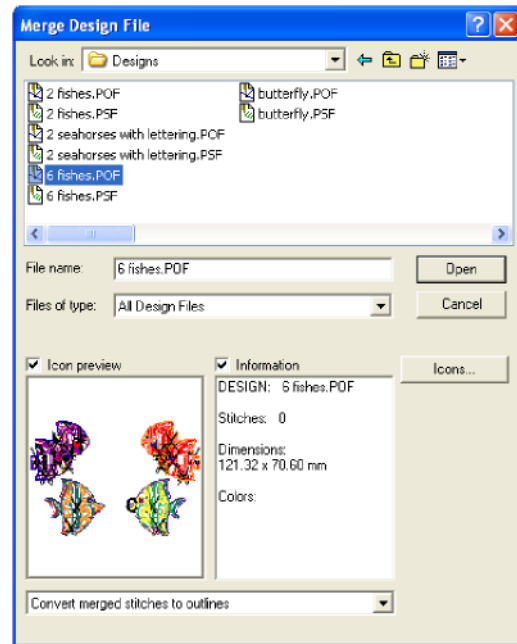 Merge Design File
Look in: Designs
2 fishes.POF butterfly.POF
2 fishes.PSF butterfly.PSF
2 seahorses with lettering.POF
2 seahorses with lettering.PSF
6 fishes.POF
6 fishes.PSF
File name: 6 fishes.POF Open
Files of type: All Design Files Cancel
Icon preview Information Icons...
DESIGN: 6 fishes.POF
Stitches: 0
Dimensions:
121.32 x 70.60 mm
Colors:
Convert merged stitches to outlines